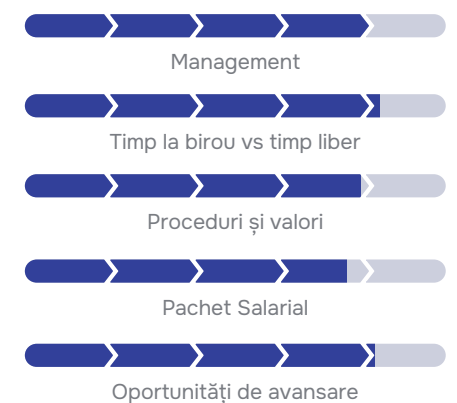 Management
Timp la birou vs timp liber
Proceduri și valori
Pachet Salarial
Oportunități de avansare